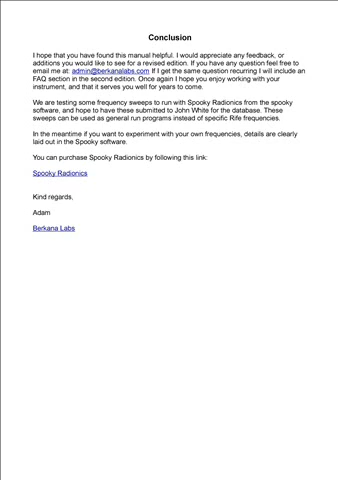 Conclusion
I hope that you have found this manual helpful. I would appreciate any feedback, or
additions you would like to see for a revised edition. If you have any question feel free to
email me at: admin@berkanalabs.com If I get the same question recurring I will include an
FAQ section in the second edition. Once again I hope you enjoy working with your
instrument, and that it serves you well for years to come.
We are testing some frequency sweeps to run with Spooky Radionics from the spooky
software, and hope to have these submitted to John White for the database. These
sweeps can be used as general run programs instead of specific Rife frequencies.
In the meantime if you want to experiment with your own frequencies, details are clearly
laid out in the Spooky software.
You can purchase Spooky Radionics by following this link:
Spooky Radionics
Kind regards,
Adam
Berkana Labs